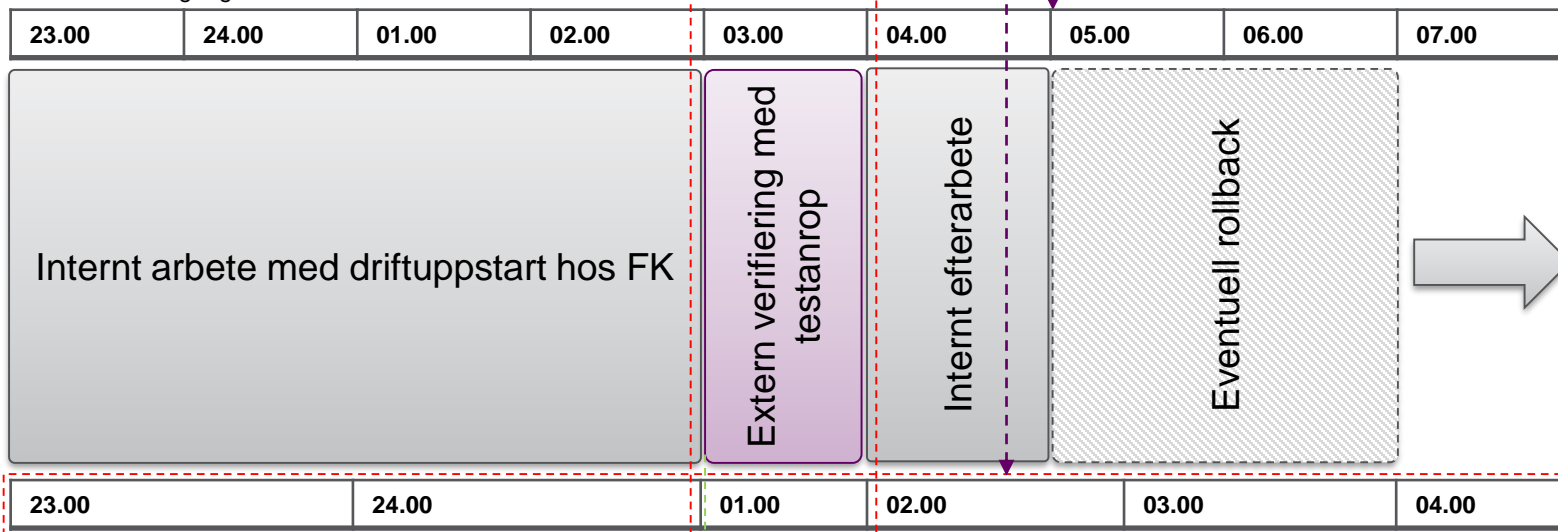 23.00 24.00 01.00 02.00 03.00 04.00 05.00 06.00 07.00
Internt arbete med driftuppstart hos FK
Extern verifiering med
testanrop
Internt efterarbete
Eventuell rollback
23.00 24.00 01.00 02.00 03.00 04.00